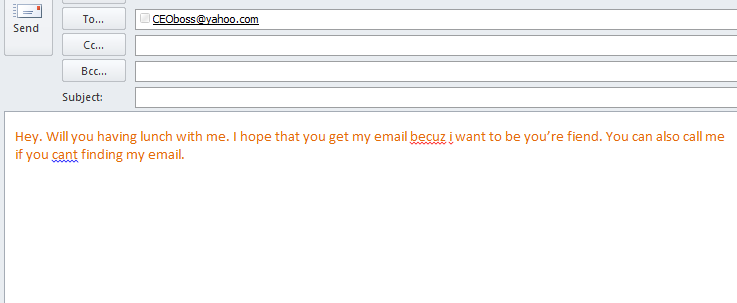 To...
CEOboss@yahoo.com
Send
Cc...
Bcc...
Subject:
Hey. Will you having lunch with me. I hope that you get my email becuz i want to be you’re fiend. You can also call me
if you cant finding my email.